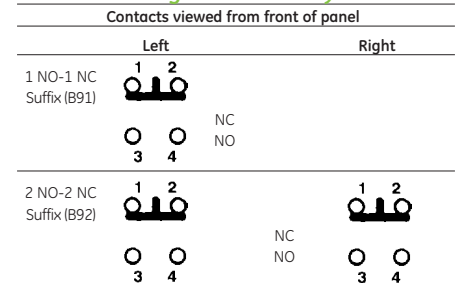 Contacts viewed from front of panel
Left Right
1 NO-1 NC
Suffix (B91)
1 2
NC
NO
3 4
2 NO-2 NC
Suffix (B92)
1 2 1 2
NC
NO
3 4 3 4